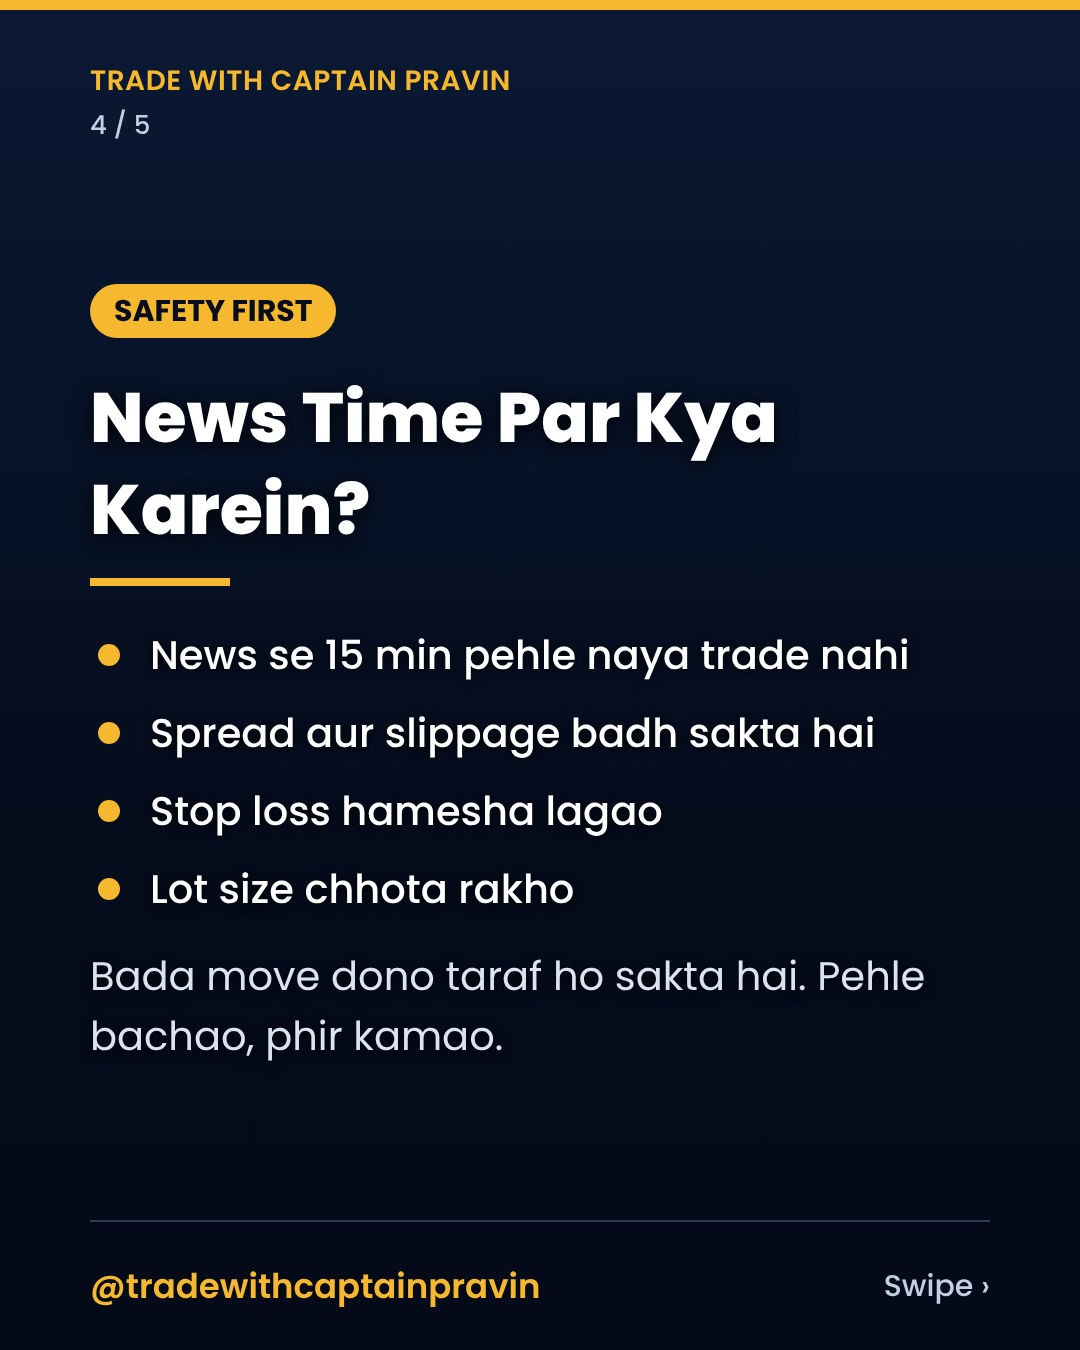 TRADE WITH CAPTAIN PRAVIN
4 / 5
SAFETY FIRST
News Time Par Kya
Karein?
News se 15 min pehle naya trade nahi
Spread aur slippage badh sakta hai
Stop loss hamesha lagao
Lot size chhota rakho
Bada move dono taraf ho sakta hai. Pehle
bachao, phir kamao.
@tradewithcaptainpravin
Swipe ›